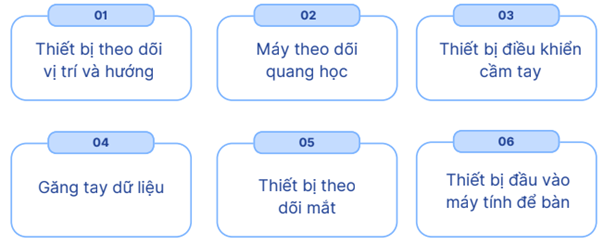 01
Thiết bị theo dõi
vị trí và hướng
02
Máy theo dõi
quang học
03
Thiết bị điều khiển
cầm tay
04
Găng tay dữ liệu
05
Thiết bị theo
dõi mắt
06
Thiết bị đầu vào
máy tính để bàn